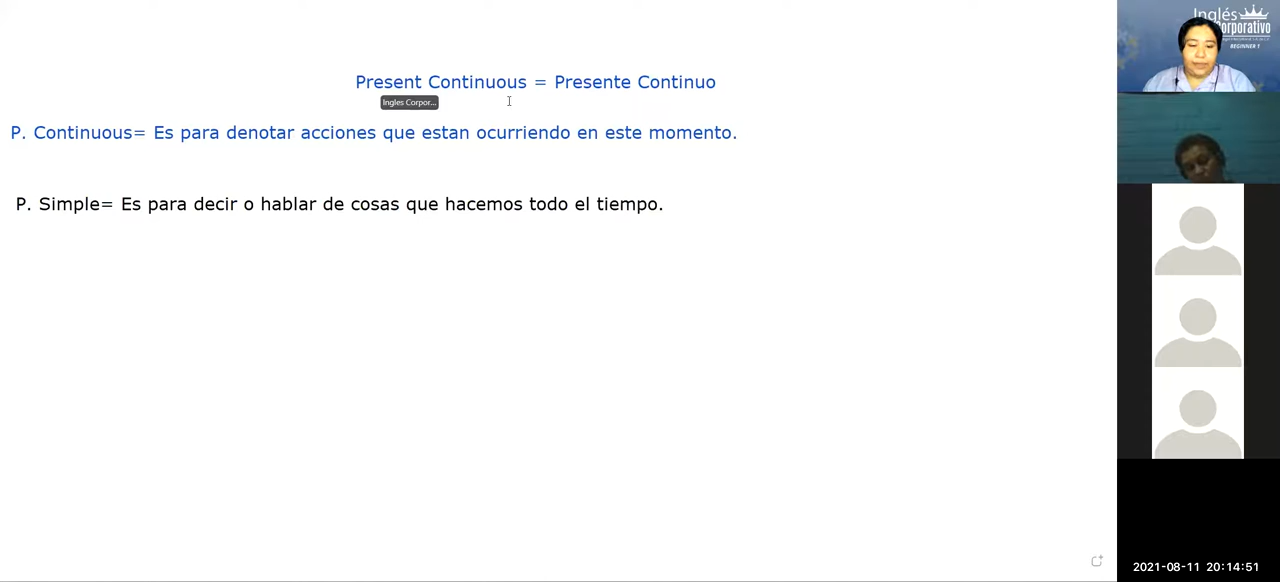 Present Continuous = Presente Continuo
Ingles Corpor...
P. Continuous= Es para denotar acciones que estan ocurriendo en este momento.
P. Simple= Es para decir o hablar de cosas que hacemos todo el tiempo.
Inglés
Corporativo
BEGINNER 1
2021-08-11 20:14:51